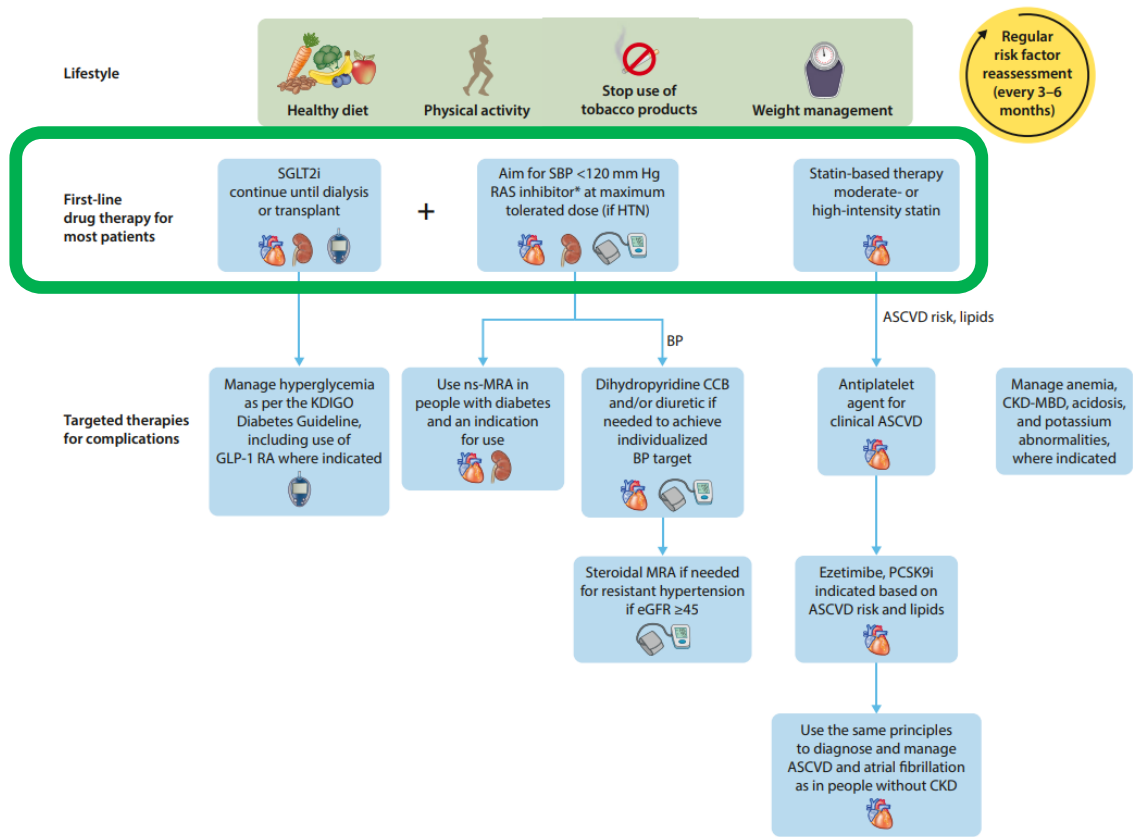 Lifestyle
Healthy diet
Physical activity
Stop use of
tobacco products
Weight management
Regular
risk factor
reassessment
(every 3–6
months)
First-line
drug therapy for
most patients
SGLT2i
continue until dialysis
or transplant
+
Aim for SBP <120 mm Hg
RAS inhibitor* at maximum
tolerated dose (if HTN)
Statin-based therapy
moderate- or
high-intensity statin
BP
ASCVD risk, lipids
Targeted therapies
for complications
Manage hyperglycemia
as per the KDIGO
Diabetes Guideline,
including use of
GLP-1 RA where indicated
Use ns-MRA in
people with diabetes
and an indication
for use
Dihydropyridine CCB
and/or diuretic if
needed to achieve
individualized
BP target
Antiplatelet
agent for
clinical ASCVD
Manage anemia,
CKD-MBD, acidosis,
and potassium
abnormalities,
where indicated
Steroidal MRA if needed
for resistant hypertension
if eGFR ≥45
Ezetimibe, PCSK9i
indicated based on
ASCVD risk and lipids
Use the same principles
to diagnose and manage
ASCVD and atrial fibrillation
as in people without CKD